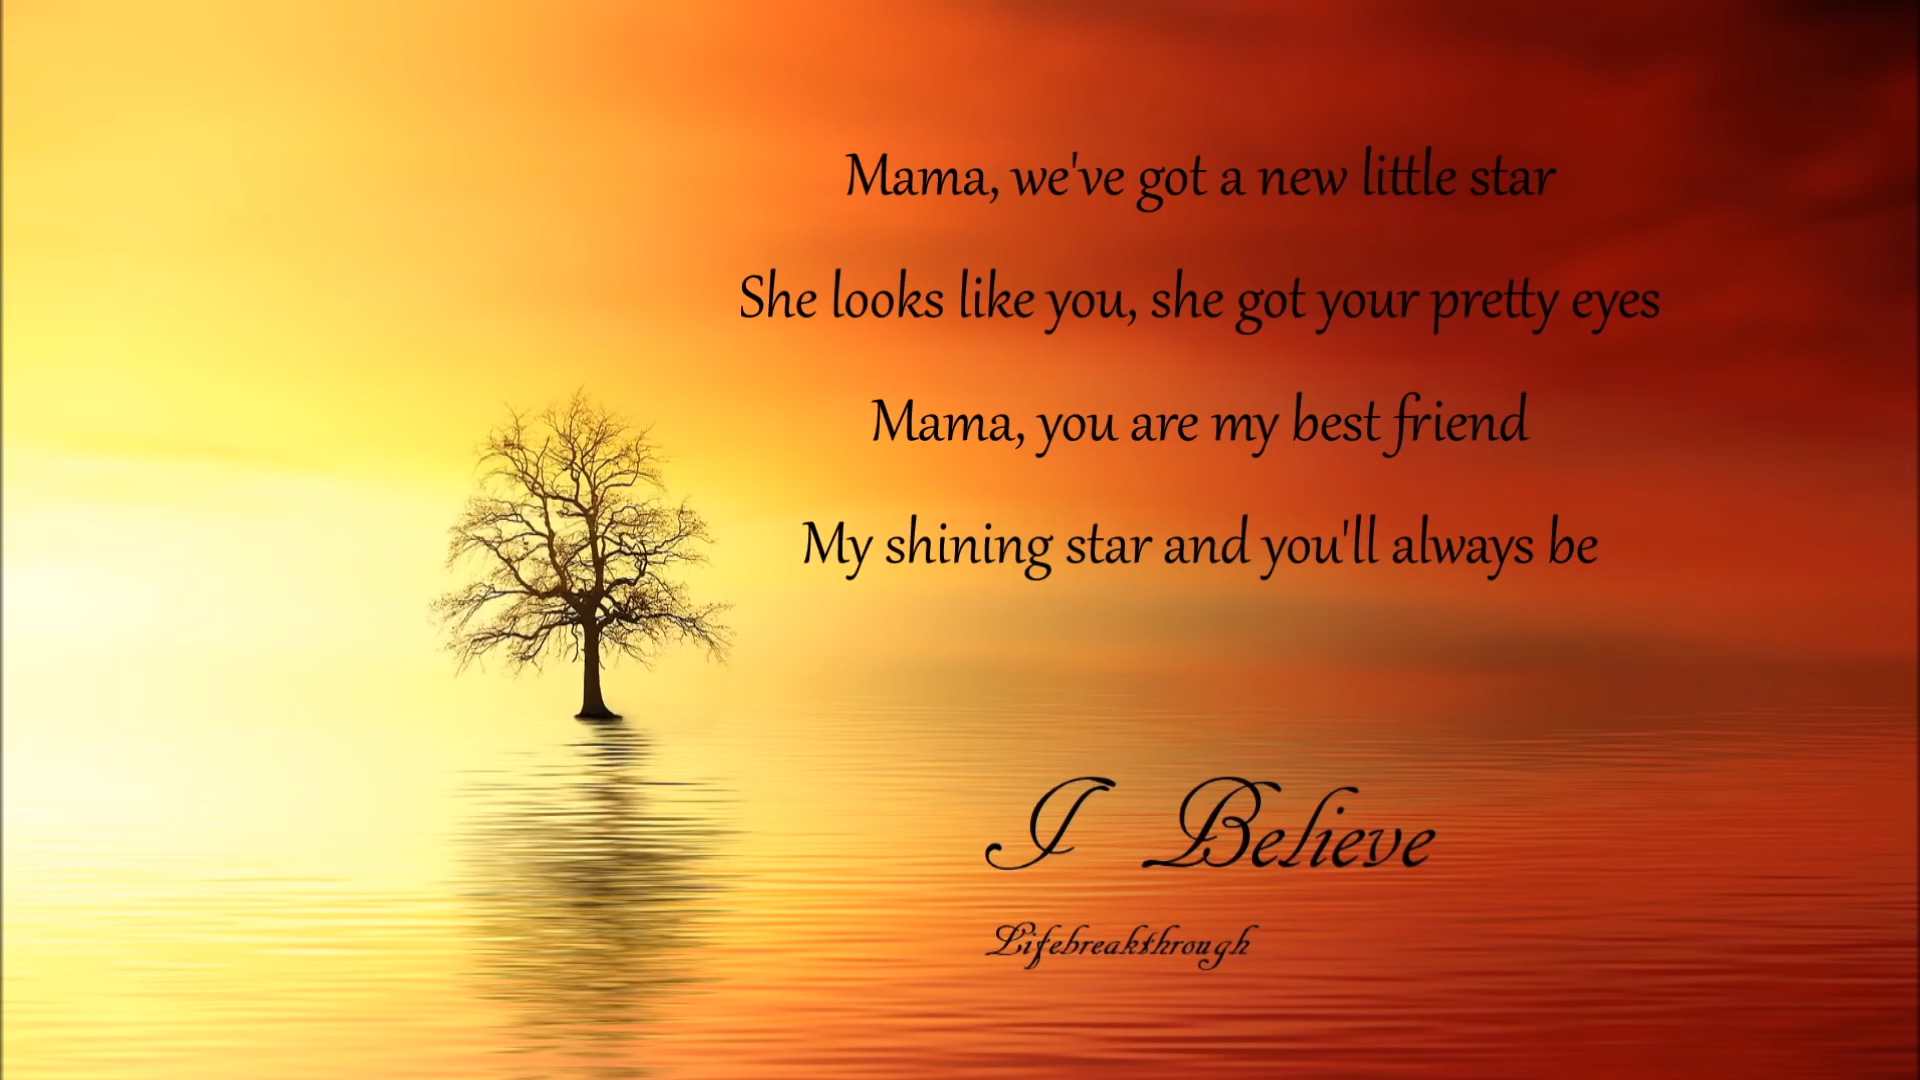 Mama, we've got a new little star
She looks like you, she got your pretty eyes
Mama, you are my best friend
My shining star and you'll always be
I Believe
Lifebreakthrough